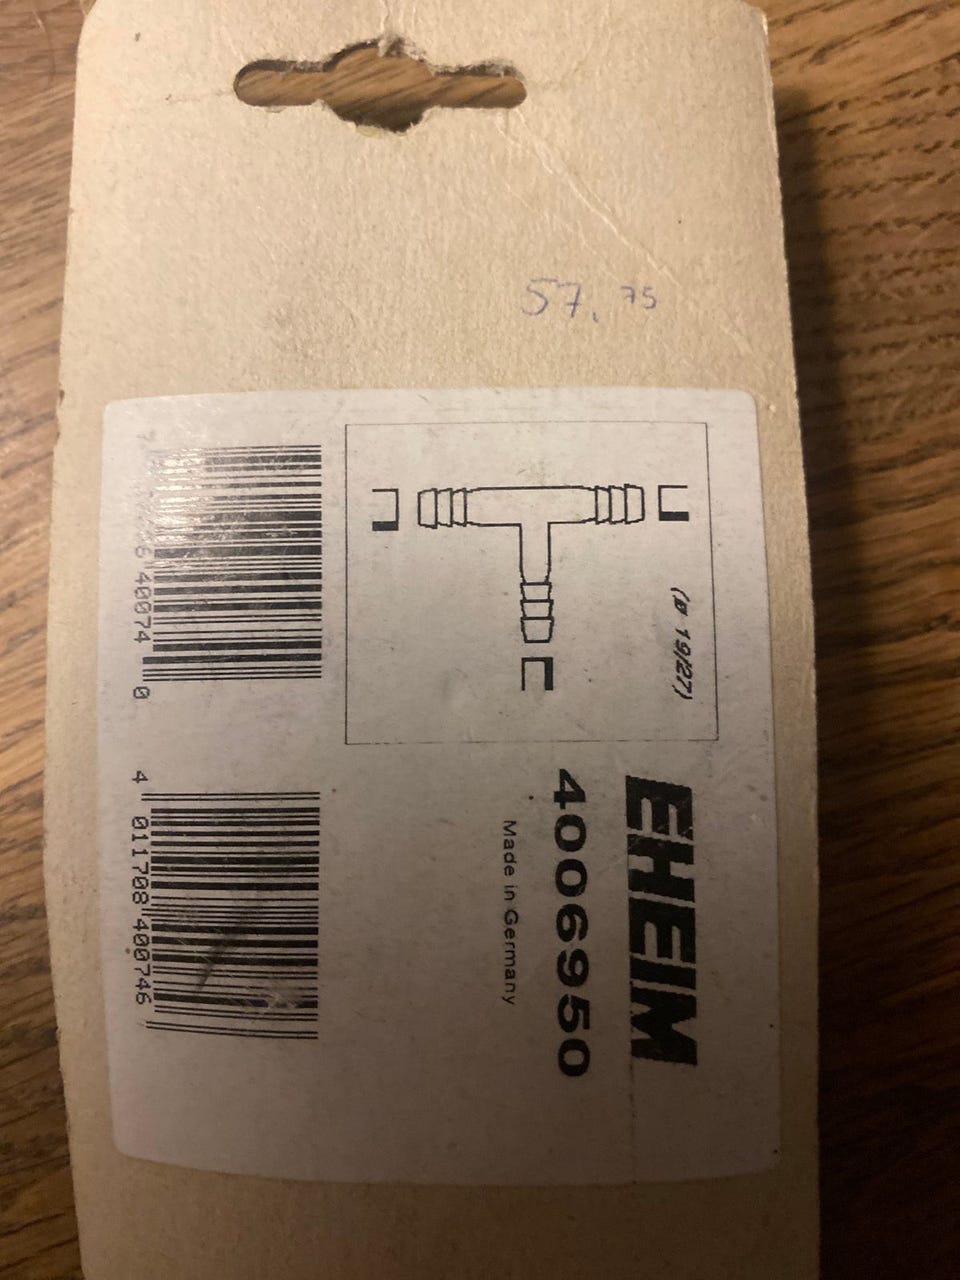 57.75
(ø 19/27)
EHEIM
4006950
Made in Germany
40074 0
4 011708 400746